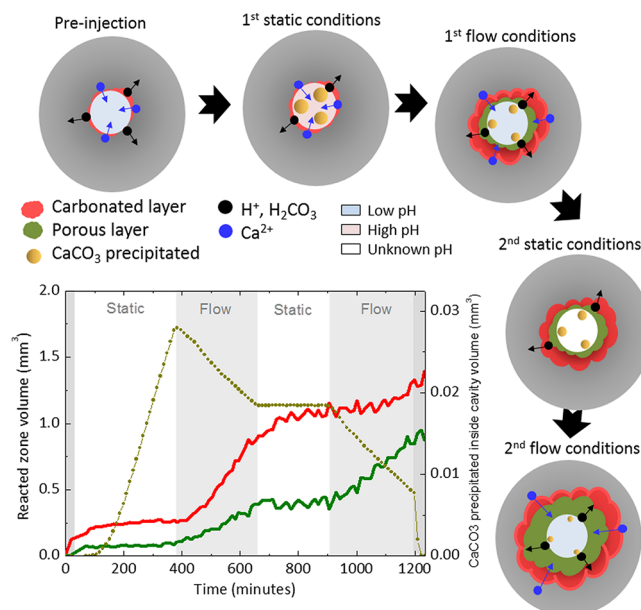 Pre-injection
1st static conditions
1st flow conditions
Carbonated layer
Porous layer
CaCO3 precipitated
H+, H2CO3
Ca2+
Low pH
High pH
Unknown pH
2nd static conditions
2nd flow conditions
Static
Flow
Static
Flow
2.0
1.5
1.0
0.5
0.0
Reacted zone volume (mm3)
0.03
0.02
0.01
0.00
CaCO3 precipitated inside cavity volume (mm3)
0
200
400
600
800
1000
1200
Time (minutes)